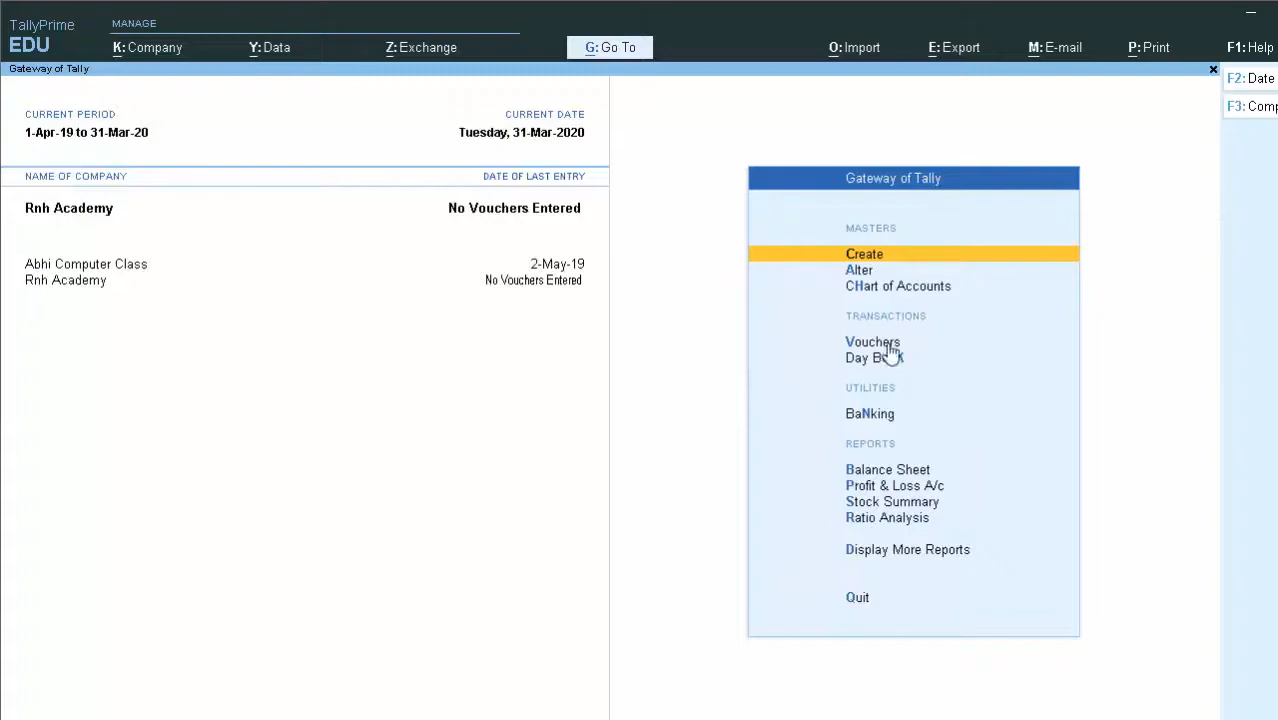 TallyPrime
EDU
MANAGE
K: Company
Y: Data
Z: Exchange
G: Go To
O: Import
E: Export
M: E-mail
P: Print
F1: Help
Gateway of Tally
F2: Date
F3: Comp
CURRENT PERIOD
CURRENT DATE
1-Apr-19 to 31-Mar-20
Tuesday, 31-Mar-2020
NAME OF COMPANY
DATE OF LAST ENTRY
Rnh Academy
No Vouchers Entered
Abhi Computer Class
2-May-19
Rnh Academy
No Vouchers Entered
Gateway of Tally
MASTERS
Create
Alter
CHart of Accounts
TRANSACTIONS
Vouchers
Day
UTILITIES
BaNking
REPORTS
Balance Sheet
Profit & Loss A/c
Stock Summary
Ratio Analysis
Display More Reports
Quit